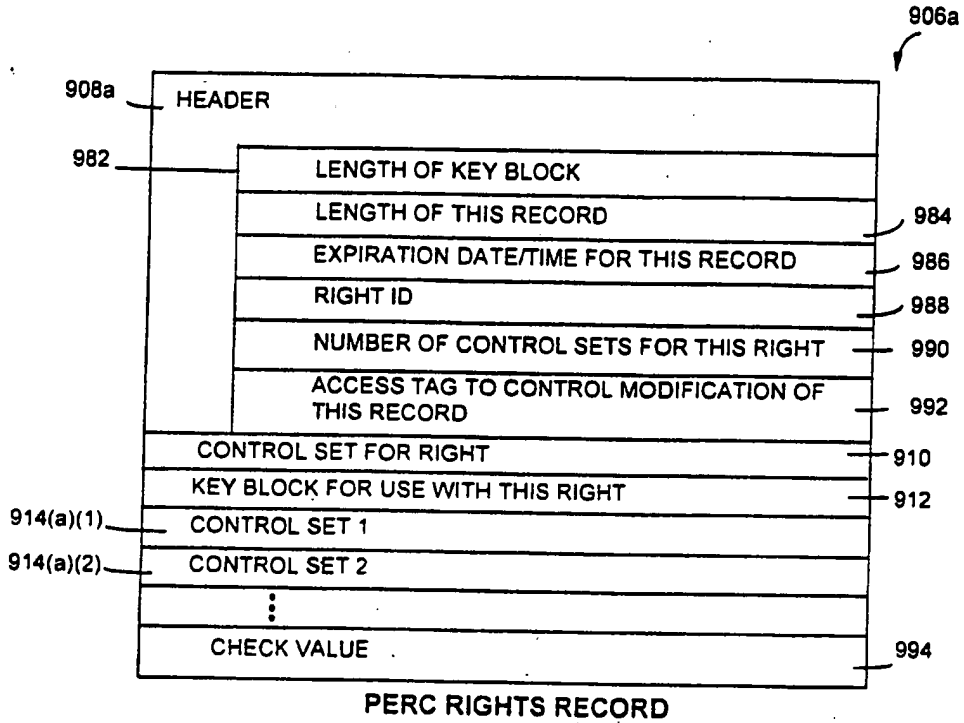 906a
908a HEADER
982 LENGTH OF KEY BLOCK
LENGTH OF THIS RECORD 984
EXPIRATION DATE/TIME FOR THIS RECORD 986
RIGHT ID 988
NUMBER OF CONTROL SETS FOR THIS RIGHT 990
ACCESS TAG TO CONTROL MODIFICATION OF
THIS RECORD 992
CONTROL SET FOR RIGHT 910
KEY BLOCK FOR USE WITH THIS RIGHT 912
914(a)(1) CONTROL SET 1
914(a)(2) CONTROL SET 2
CHECK VALUE 994
PERC RIGHTS RECORD